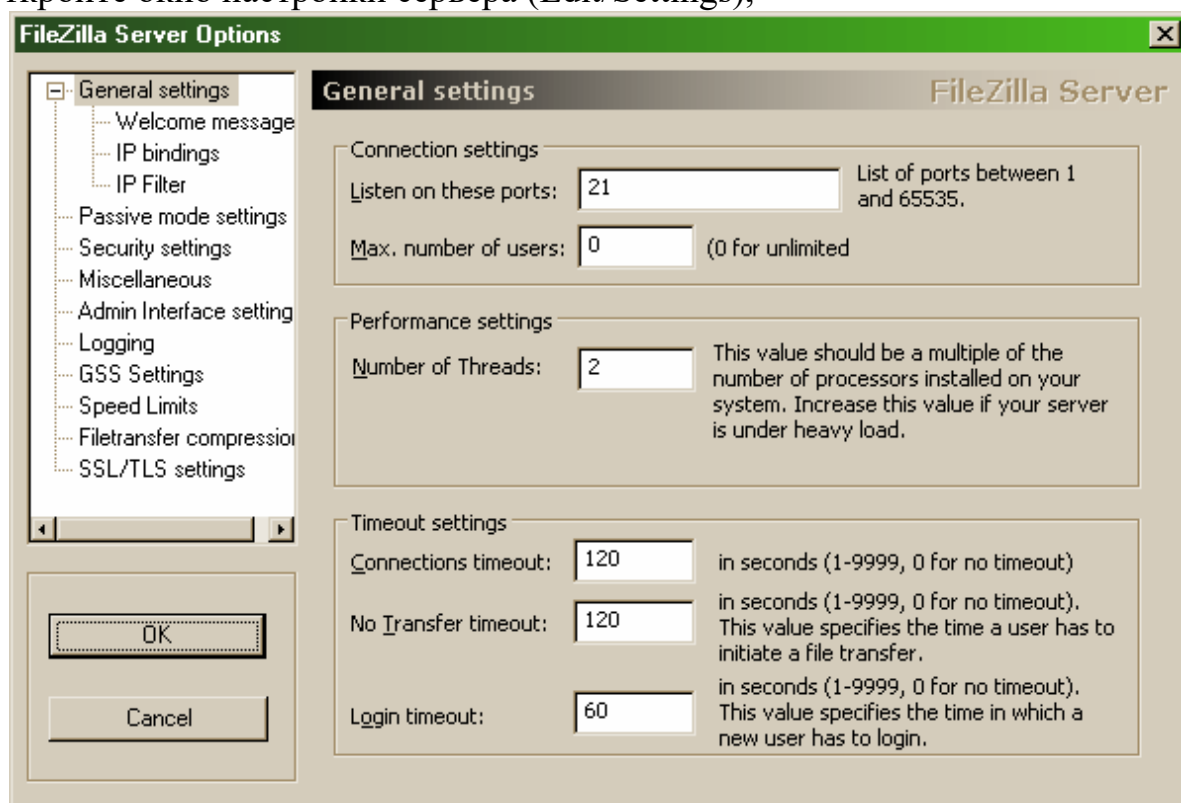 окно настройки сервера (Edit/Settings);
FileZilla Server Options
General settings
Welcome message
IP bindings
IP Filter
Passive mode settings
Security settings
Miscellaneous
Admin Interface setting
Logging
GSS Settings
Speed Limits
Filetransfer compression
SSL/TLS settings
OK
Cancel
General settings
FileZilla Server
Connection settings
Listen on these ports:
21
List of ports between 1
and 65535.
Max. number of users:
0
(0 for unlimited
Performance settings
Number of Threads:
2
This value should be a multiple of the
number of processors installed on your
system. Increase this value if your server
is under heavy load.
Timeout settings
Connections timeout:
120
in seconds (1-9999, 0 for no timeout)
No Transfer timeout:
120
in seconds (1-9999, 0 for no timeout).
This value specifies the time a user has to
initiate a file transfer.
Login timeout:
60
in seconds (1-9999, 0 for no timeout).
This value specifies the time in which a
new user has to login.